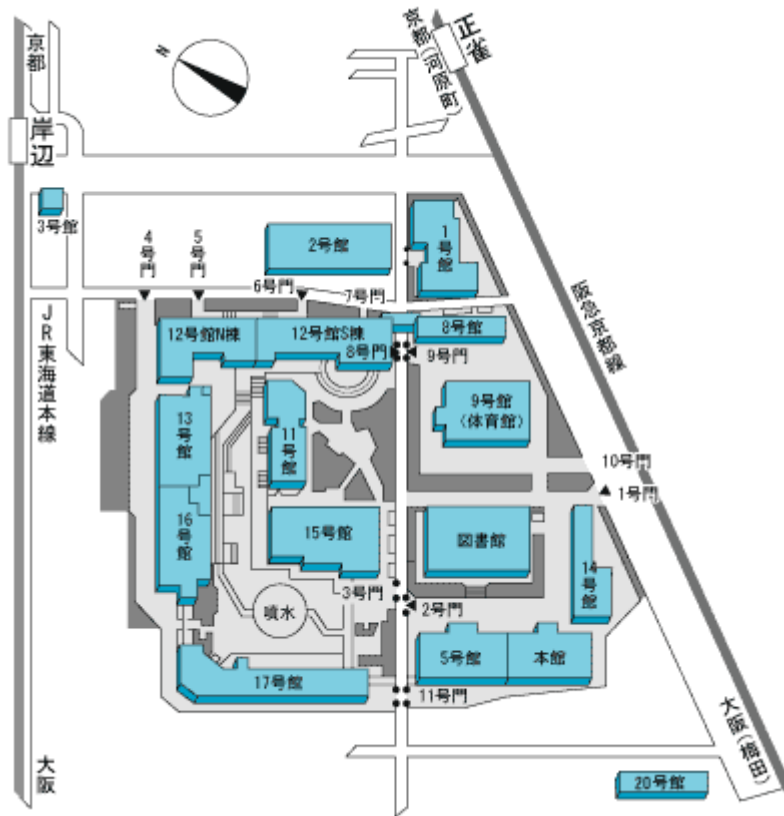 京都
岸辺
N
正雀
京都(河原町)
3号館
4号門
5号門
2号館
1号館
6号門
7号門
JR東海道本線
阪急京都線
12号館N棟
12号館S棟
8号館
8号門
9号門
13号館
11号館
9号館
(体育館)
10号門
1号門
16号館
15号館
図書館
14号館
3号門
2号門
噴水
5号館
本館
17号館
11号門
大阪
大阪(梅田)
20号館